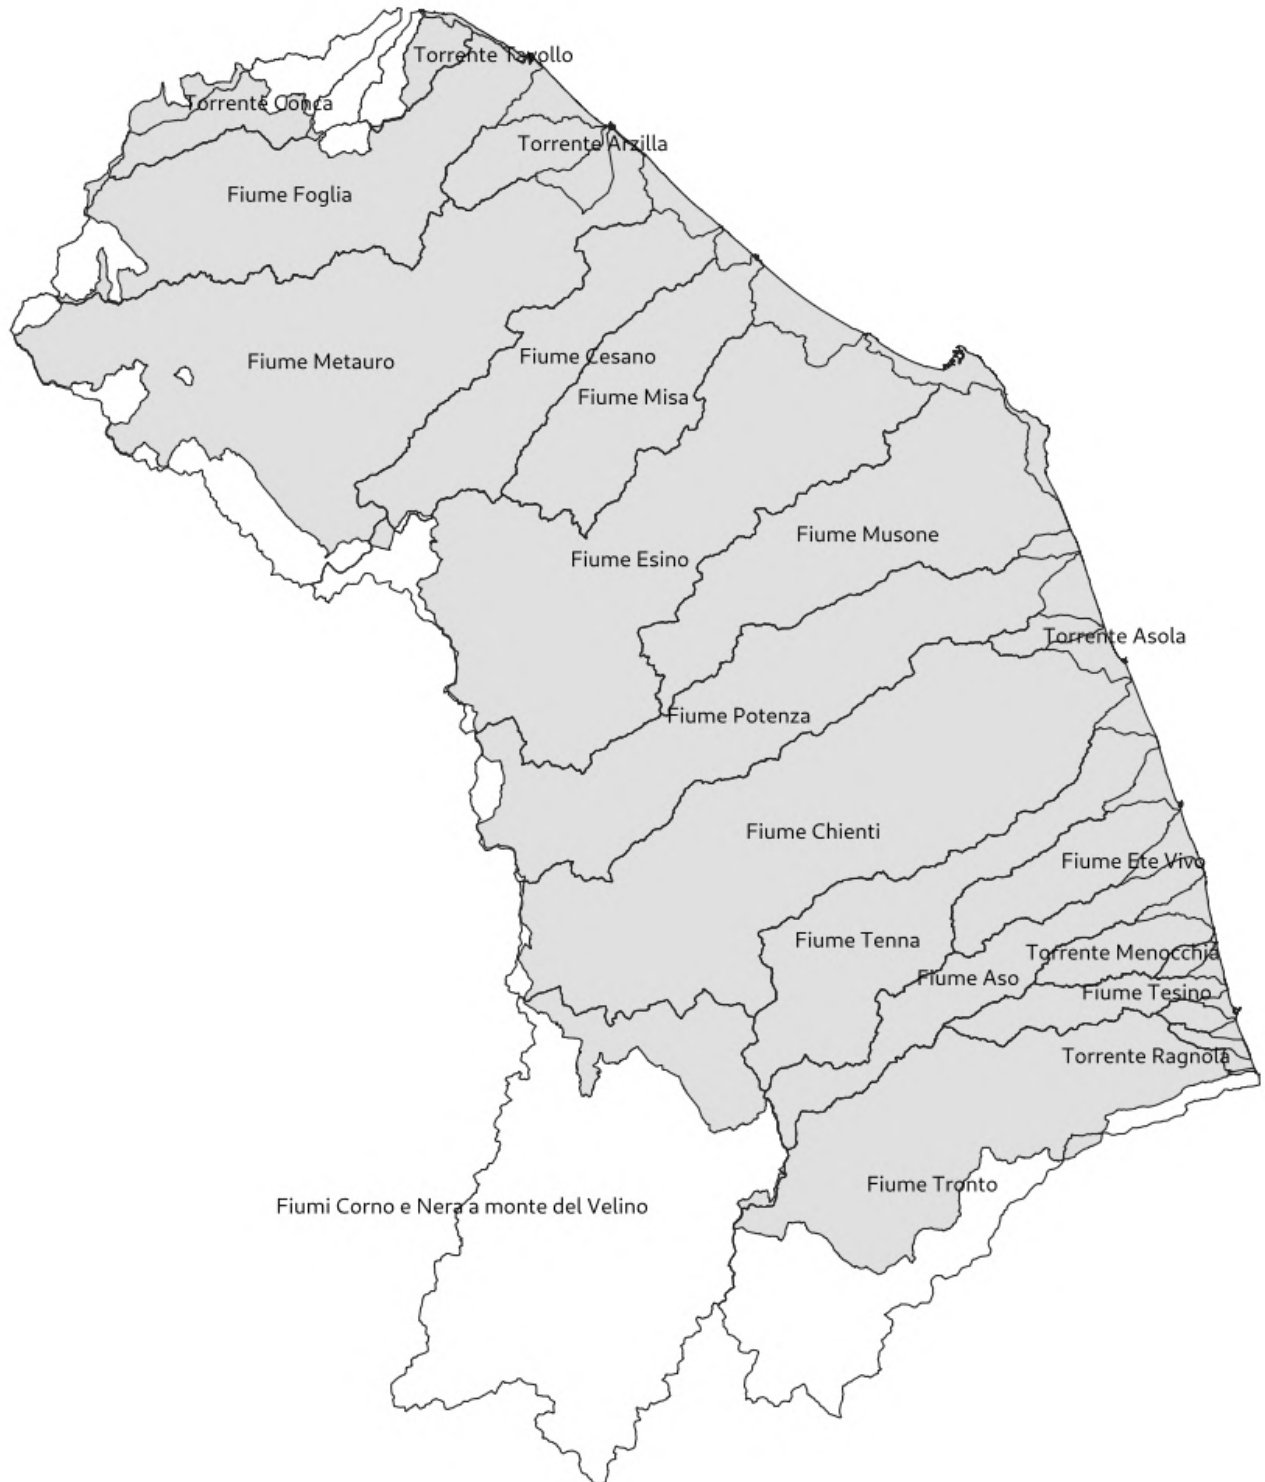 Torrente Tavollo
Torrente Conca
Torrente Arzilla
Fiume Foglia
Fiume Cesano
Fiume Metauro
Fiume Misa
Fiume Musone
Fiume Esino
Torrente Asola
Fiume Potenza
Fiume Chienti
Fiume Ete Vivo
Fiume Tenna
Torrente Menocchia
Fiume Aso
Fiume Tesino
Torrente Ragnola
Fiume Tronto
Fiumi Corno e Nera a monte del Velino